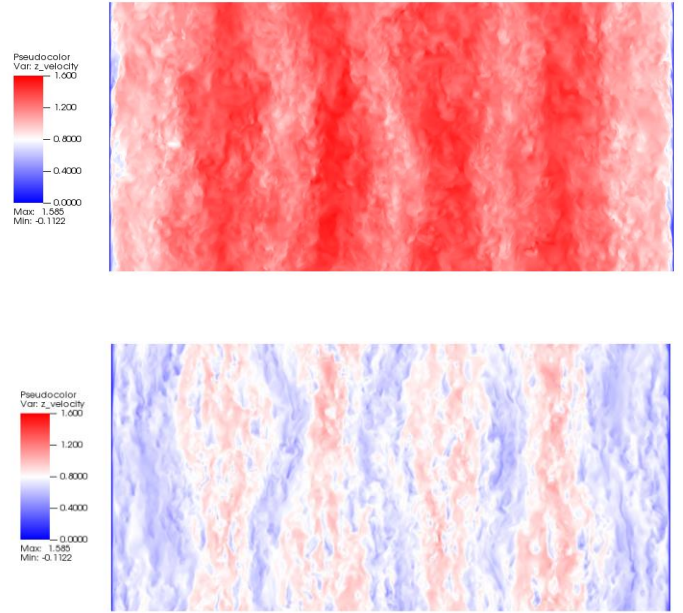 Pseudocolor
Var: z_velocity
1.600
1.200
0.8000
0.4000
0.0000
Max: 1.585
Min: -0.1122
Pseudocolor
Var: z_velocity
1.600
1.200
0.8000
0.4000
0.0000
Max: 1.585
Min: -0.1122